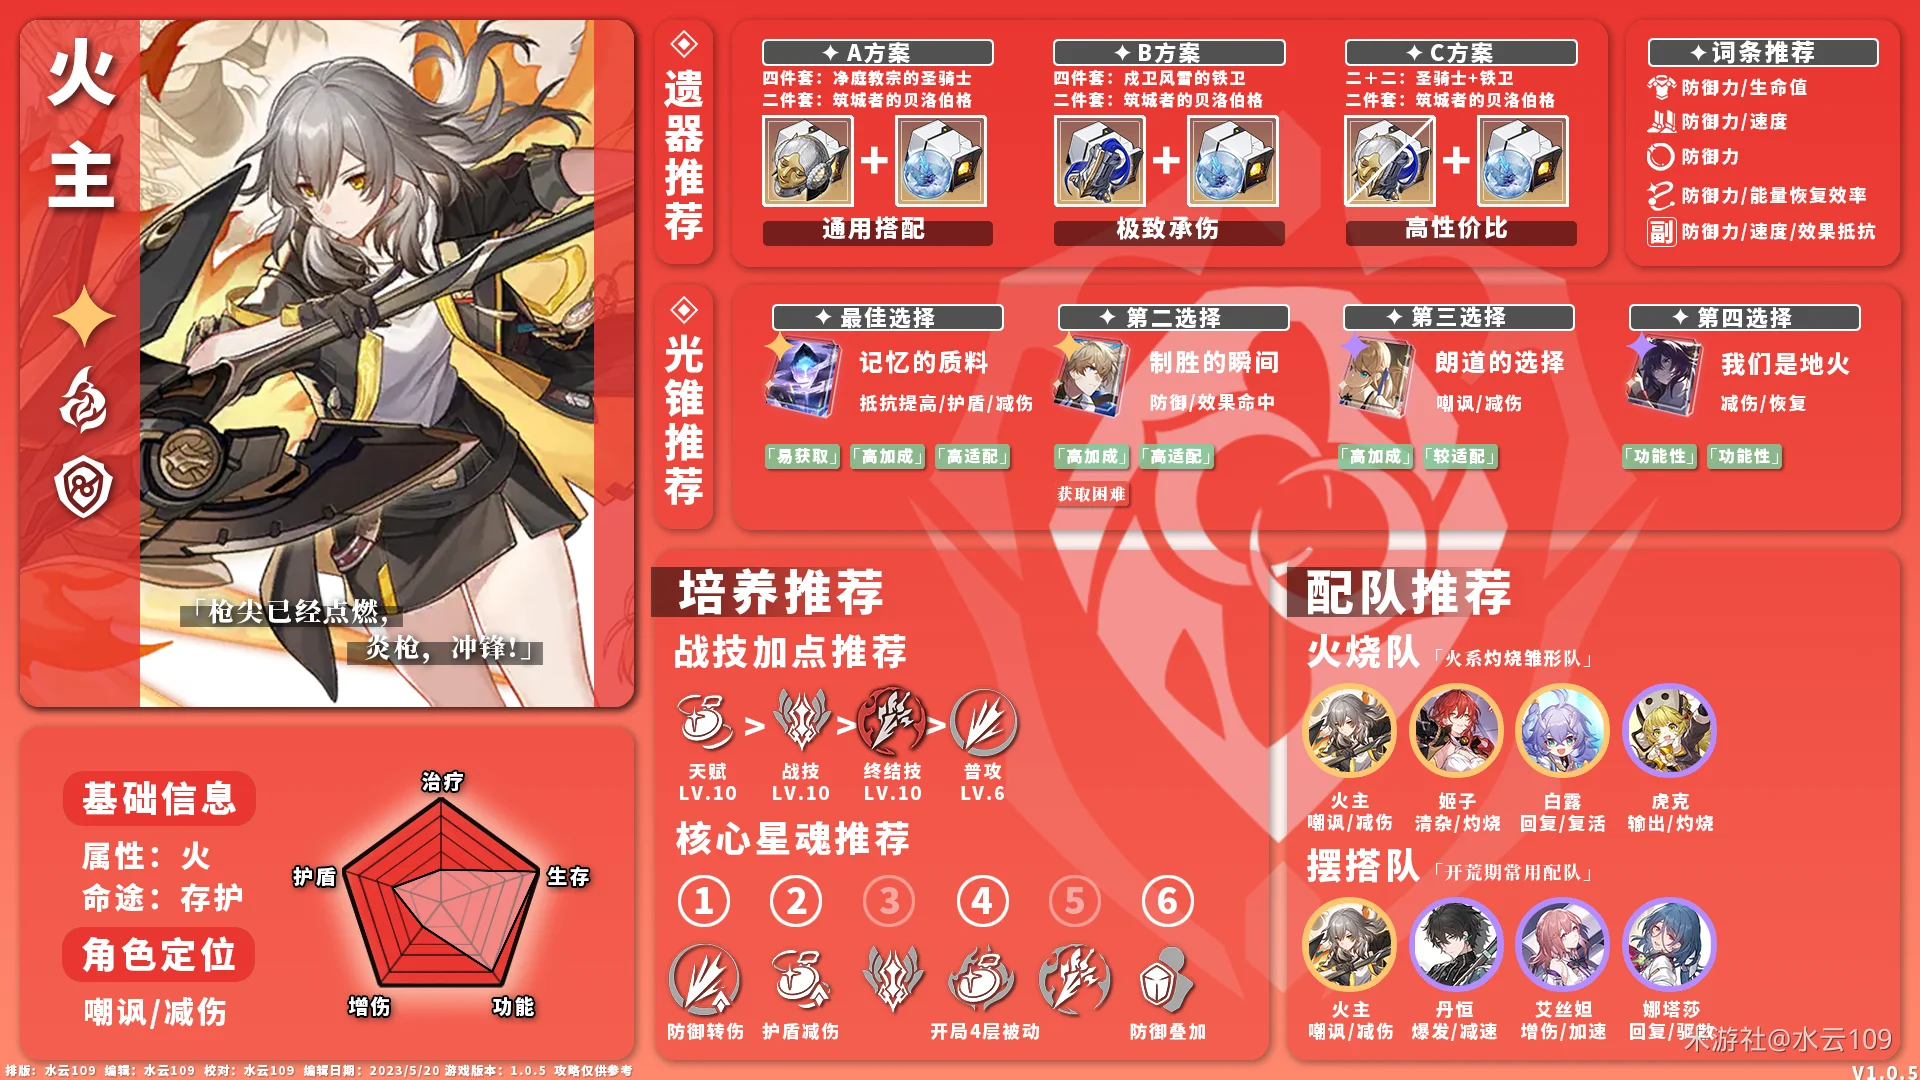 火主
「枪尖已经点燃，
炎枪，冲锋!」
基础信息
属性：火
命途：存护
角色定位
嘲讽/减伤
治疗
护盾
生存
增伤
功能
遗器推荐
A方案
四件套：净庭教宗的圣骑士
二件套：筑城者的贝洛伯格
通用搭配
B方案
四件套：戍卫风雷的铁卫
二件套：筑城者的贝洛伯格
极致承伤
C方案
二+二：圣骑士+铁卫
二件套：筑城者的贝洛伯格
高性价比
词条推荐
防御力/生命值
防御力/速度
防御力
防御力/能量恢复效率
副 防御力/速度/效果抵抗
光锥推荐
最佳选择
记忆的质料
抵抗提高/护盾/减伤
「易获取」 「高加成」 「高适配」
第二选择
制胜的瞬间
防御/效果命中
「高加成」 「高适配」
获取困难
第三选择
朗道的选择
嘲讽/减伤
「高加成」 「较适配」
第四选择
我们是地火
减伤/恢复
「功能性」 「功能性」
培养推荐
战技加点推荐
> > >
天赋 战技 终结技 普攻
LV.10 LV.10 LV.10 LV.6
核心星魂推荐
1 2 3 4 5 6
防御转伤 护盾减伤 开局4层被动 防御叠加
配队推荐
火烧队「火系灼烧雏形队」
火主 姬子 白露 虎克
嘲讽/减伤 清杂/灼烧 回复/复活 输出/灼烧
摆搭队「开荒期常用配队」
火主 丹恒 艾丝妲 娜塔莎
嘲讽/减伤 爆发/减速 增伤/加速 回复/驱散
米游社@水云109
排版：水云109 编辑：水云109 校对：水云109 编辑日期：2023/5/20 游戏版本：1.0.5 攻略仅供参考
V1.0.5